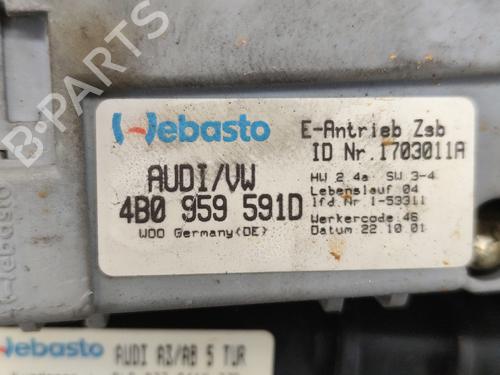 Webasto
E-Antrieb Zsb
ID Nr.1703011A
AUDI/VW
HW 2.4a SW 3-4
Lebenslauf 04
4B0 959 591D
lfd.Nr 1-53311
Werkercode:46
WDO Germany(DE)
Datum 22.10.01
B-PARTS
Webasto
Webasto
AUDI A3/AB 5 TUR